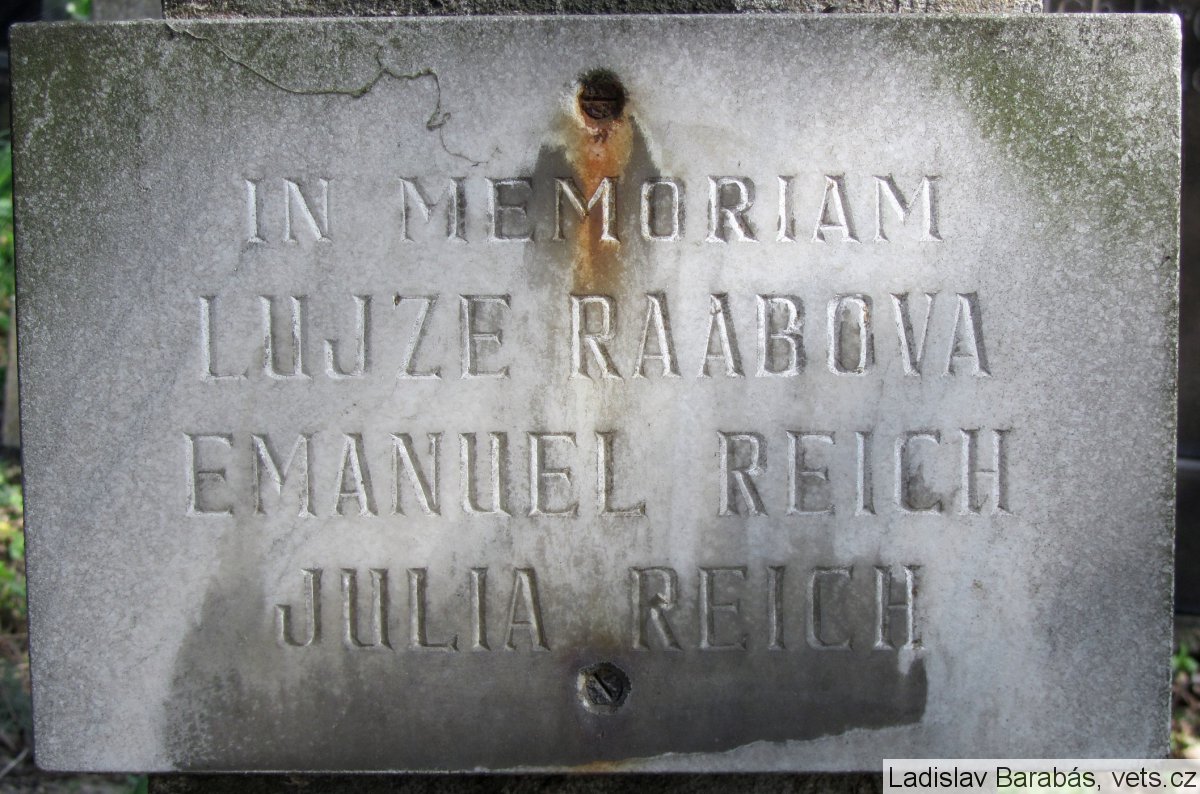 IN MEMORIAM
LUJZE RAABOVA
EMANUEL REICH
JULIA REICH
Ladislav Barabás, vets.cz